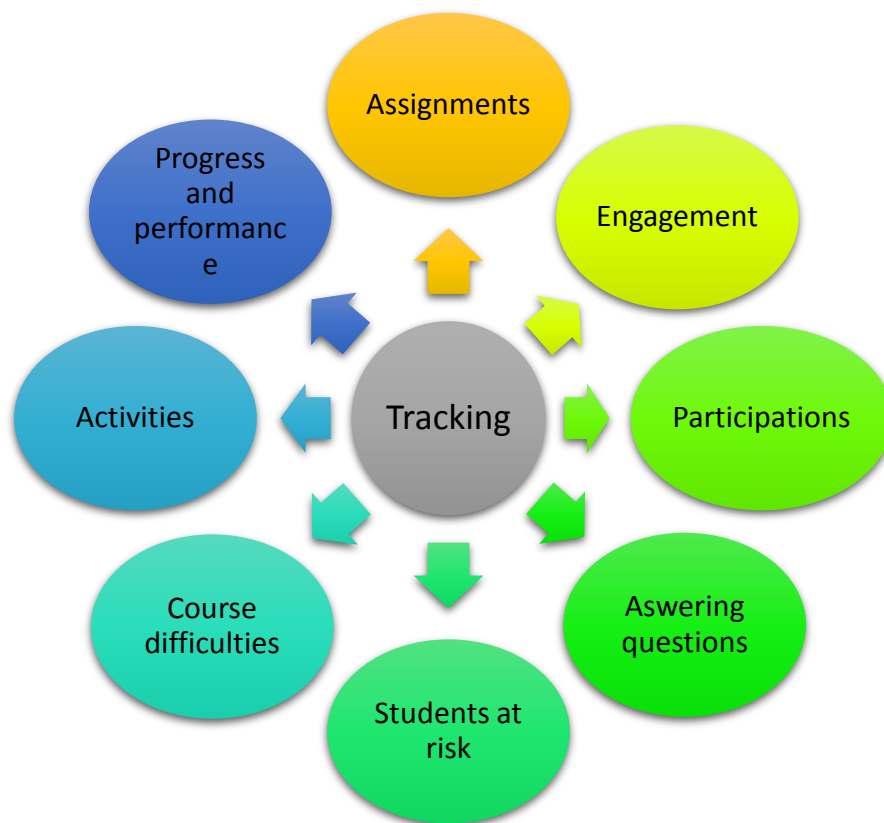 Assignments
Engagement
Participations
Aswering
questions
Students at
risk
Course
difficulties
Activities
Progress
and
performanc
e
Tracking